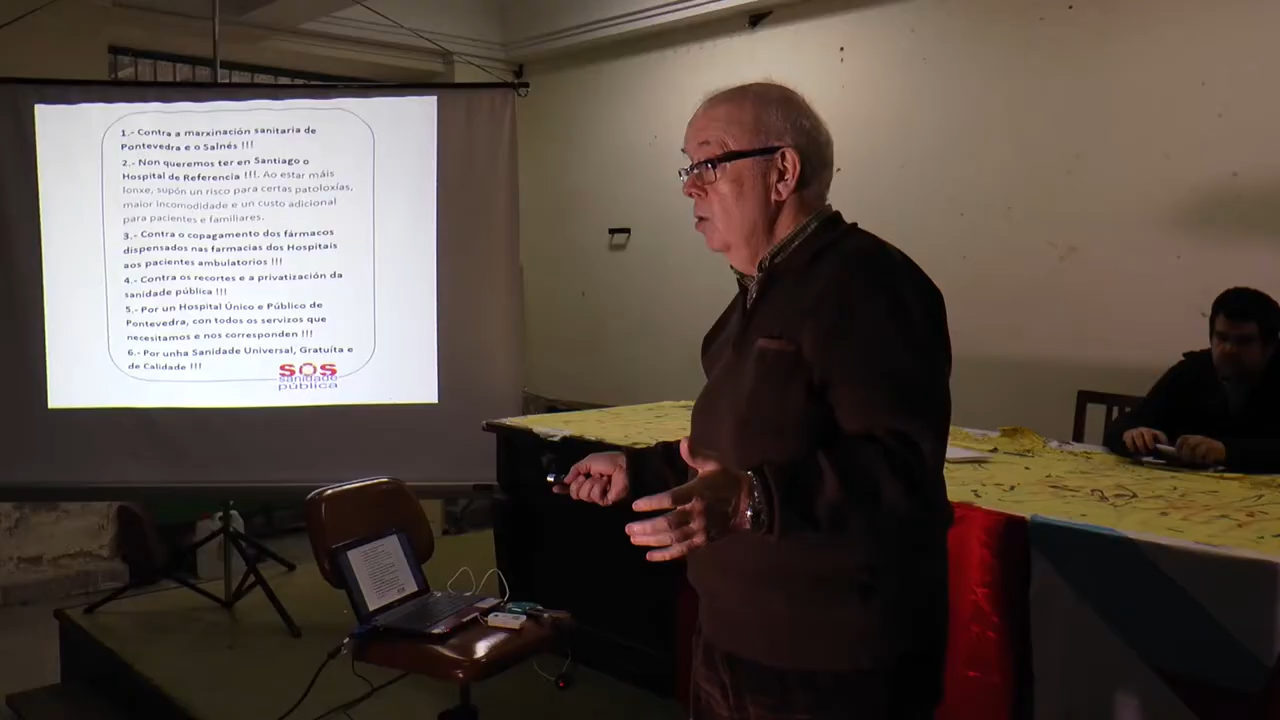 1.- Contra a marxinación sanitaria de
Pontevedra e o Salnés !!!
2.- Non queremos ter en Santiago o
Hospital de Referencia !!!. Ao estar máis
lonxe, supón un risco para certas patoloxías,
maior incomodidade e un custo adicional
para pacientes e familiares.
3.- Contra o copagamento dos fármacos
dispensados nas farmacias dos Hospitais
aos pacientes ambulatorios !!!
4.- Contra os recortes e a privatización da
sanidade pública !!!
5.- Por un Hospital Único e Público de
Pontevedra, con todos os servizos que
necesitamos e nos corresponden !!!
6.- Por unha Sanidade Universal, Gratuíta e
de Calidade !!!
SOS
sanidade
pública